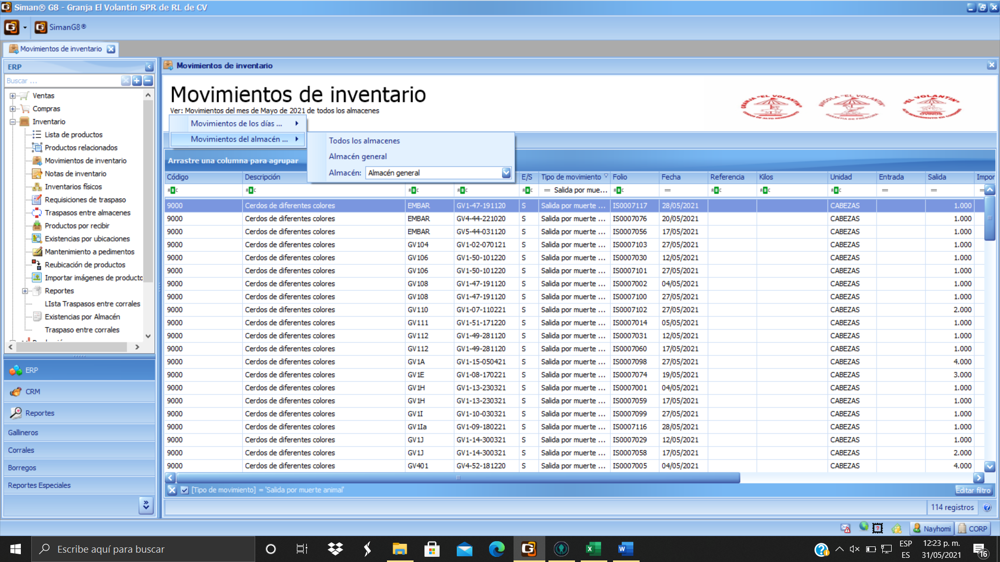 Siman® G8 - Granja El Volantín SPR de RL de CV
SimanG8®
Movimientos de inventario
ERP
Buscar ...
Ventas
Compras
Inventario
Lista de productos
Productos relacionados
Movimientos de inventario
Notas de inventario
Inventarios físicos
Requisiciones de traspaso
Traspasos entre almacenes
Productos por recibir
Existencias por ubicaciones
Mantenimiento a pedimentos
Reubicación de productos
Importar imágenes de producto
Reportes
LIsta Traspasos entre corrales
Existencias por Almacén
Traspaso entre corrales
ERP
CRM
Reportes
Gallineros
Corrales
Borregos
Reportes Especiales
Movimientos de inventario
Movimientos de inventario
Ver: Movimientos del mes de Mayo de 2021 de todos los almacenes
GRANJA "EL VOLANTIN"
AVICOLA "EL VOLANTIN"
"EL VOLANTIN"
OVINOS
Movimientos de los días ...
Movimientos del almacén ...
Todos los almacenes
Almacén general
Almacén: Almacén general
Arrastre una columna para agrupar
Código Descripción E/S Tipo de movimiento Folio Fecha Referencia Kilos Unidad Entrada Salida Impor
= Salida por mue... = = = =
9000 Cerdos de diferentes colores EMBAR GV1-47-191120 S Salida por muerte ... IS0007117 28/05/2021 CABEZAS 1.000
9000 Cerdos de diferentes colores EMBAR GV4-44-221020 S Salida por muerte ... IS0007076 20/05/2021 CABEZAS 1.000
9000 Cerdos de diferentes colores EMBAR GV5-44-031120 S Salida por muerte ... IS0007056 17/05/2021 CABEZAS 1.000
9000 Cerdos de diferentes colores GV104 GV1-02-070121 S Salida por muerte ... IS0007103 27/05/2021 CABEZAS 1.000
9000 Cerdos de diferentes colores GV106 GV1-50-101220 S Salida por muerte ... IS0007030 12/05/2021 CABEZAS 1.000
9000 Cerdos de diferentes colores GV106 GV1-50-101220 S Salida por muerte ... IS0007101 27/05/2021 CABEZAS 1.000
9000 Cerdos de diferentes colores GV108 GV1-47-191120 S Salida por muerte ... IS0007002 04/05/2021 CABEZAS 1.000
9000 Cerdos de diferentes colores GV108 GV1-47-191120 S Salida por muerte ... IS0007100 27/05/2021 CABEZAS 1.000
9000 Cerdos de diferentes colores GV110 GV1-07-110221 S Salida por muerte ... IS0007102 27/05/2021 CABEZAS 2.000
9000 Cerdos de diferentes colores GV111 GV1-51-171220 S Salida por muerte ... IS0007014 05/05/2021 CABEZAS 1.000
9000 Cerdos de diferentes colores GV112 GV1-49-281120 S Salida por muerte ... IS0007031 12/05/2021 CABEZAS 1.000
9000 Cerdos de diferentes colores GV112 GV1-49-281120 S Salida por muerte ... IS0007060 17/05/2021 CABEZAS 1.000
9000 Cerdos de diferentes colores GV1A GV1-15-050421 S Salida por muerte ... IS0007098 27/05/2021 CABEZAS 4.000
9000 Cerdos de diferentes colores GV1E GV1-08-170221 S Salida por muerte ... IS0007074 19/05/2021 CABEZAS 3.000
9000 Cerdos de diferentes colores GV1H GV1-13-230321 S Salida por muerte ... IS0007001 04/05/2021 CABEZAS 1.000
9000 Cerdos de diferentes colores GV1H GV1-13-230321 S Salida por muerte ... IS0007059 17/05/2021 CABEZAS 1.000
9000 Cerdos de diferentes colores GV1I GV1-10-030321 S Salida por muerte ... IS0007099 27/05/2021 CABEZAS 1.000
9000 Cerdos de diferentes colores GV1Ia GV1-09-180221 S Salida por muerte ... IS0007116 28/05/2021 CABEZAS 1.000
9000 Cerdos de diferentes colores GV1J GV1-14-300321 S Salida por muerte ... IS0007029 12/05/2021 CABEZAS 1.000
9000 Cerdos de diferentes colores GV1J GV1-14-300321 S Salida por muerte ... IS0007058 17/05/2021 CABEZAS 2.000
9000 Cerdos de diferentes colores GV401 GV4-52-181220 S Salida por muerte ... IS0007005 04/05/2021 CABEZAS 4.000
[Tipo de movimiento] = 'Salida por muerte animal'
Editar filtro
114 registros
Nayhomi CORP
Escribe aquí para buscar
ESP
ES
12:23 p. m.
31/05/2021
16